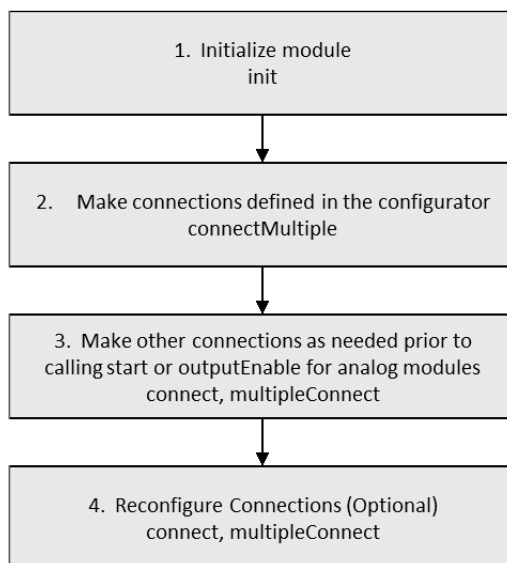 1. Initialize module
init
2. Make connections defined in the configurator
connectMultiple
3. Make other connections as needed prior to
calling start or outputEnable for analog modules
connect, multipleConnect
4. Reconfigure Connections (Optional)
connect, multipleConnect